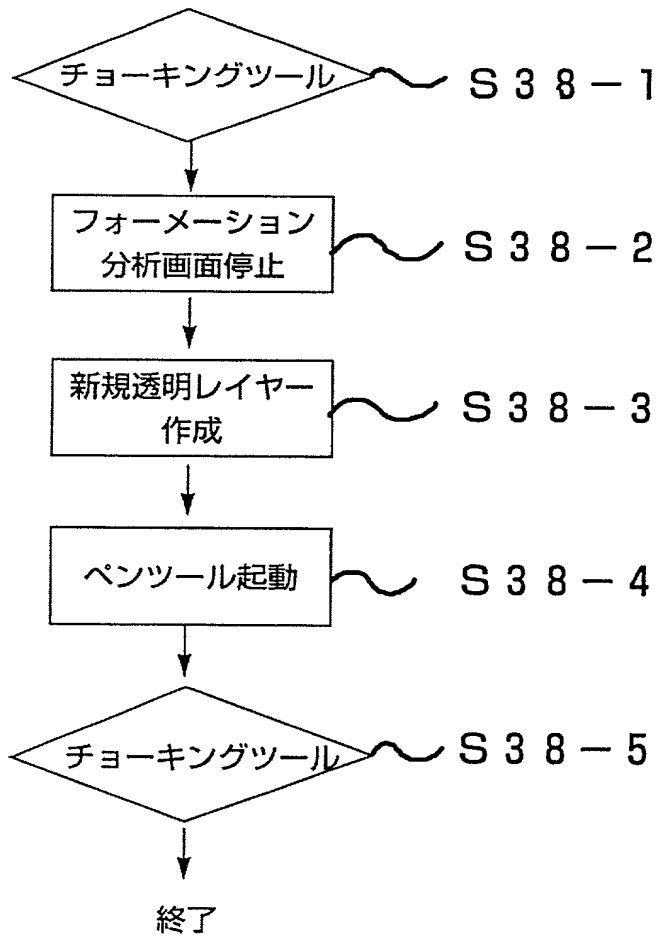 チョーキングツール
S38-1
フォーメーション
分析画面停止
S38-2
新規透明レイヤー
作成
S38-3
ペンツール起動
S38-4
チョーキングツール
S38-5
終了